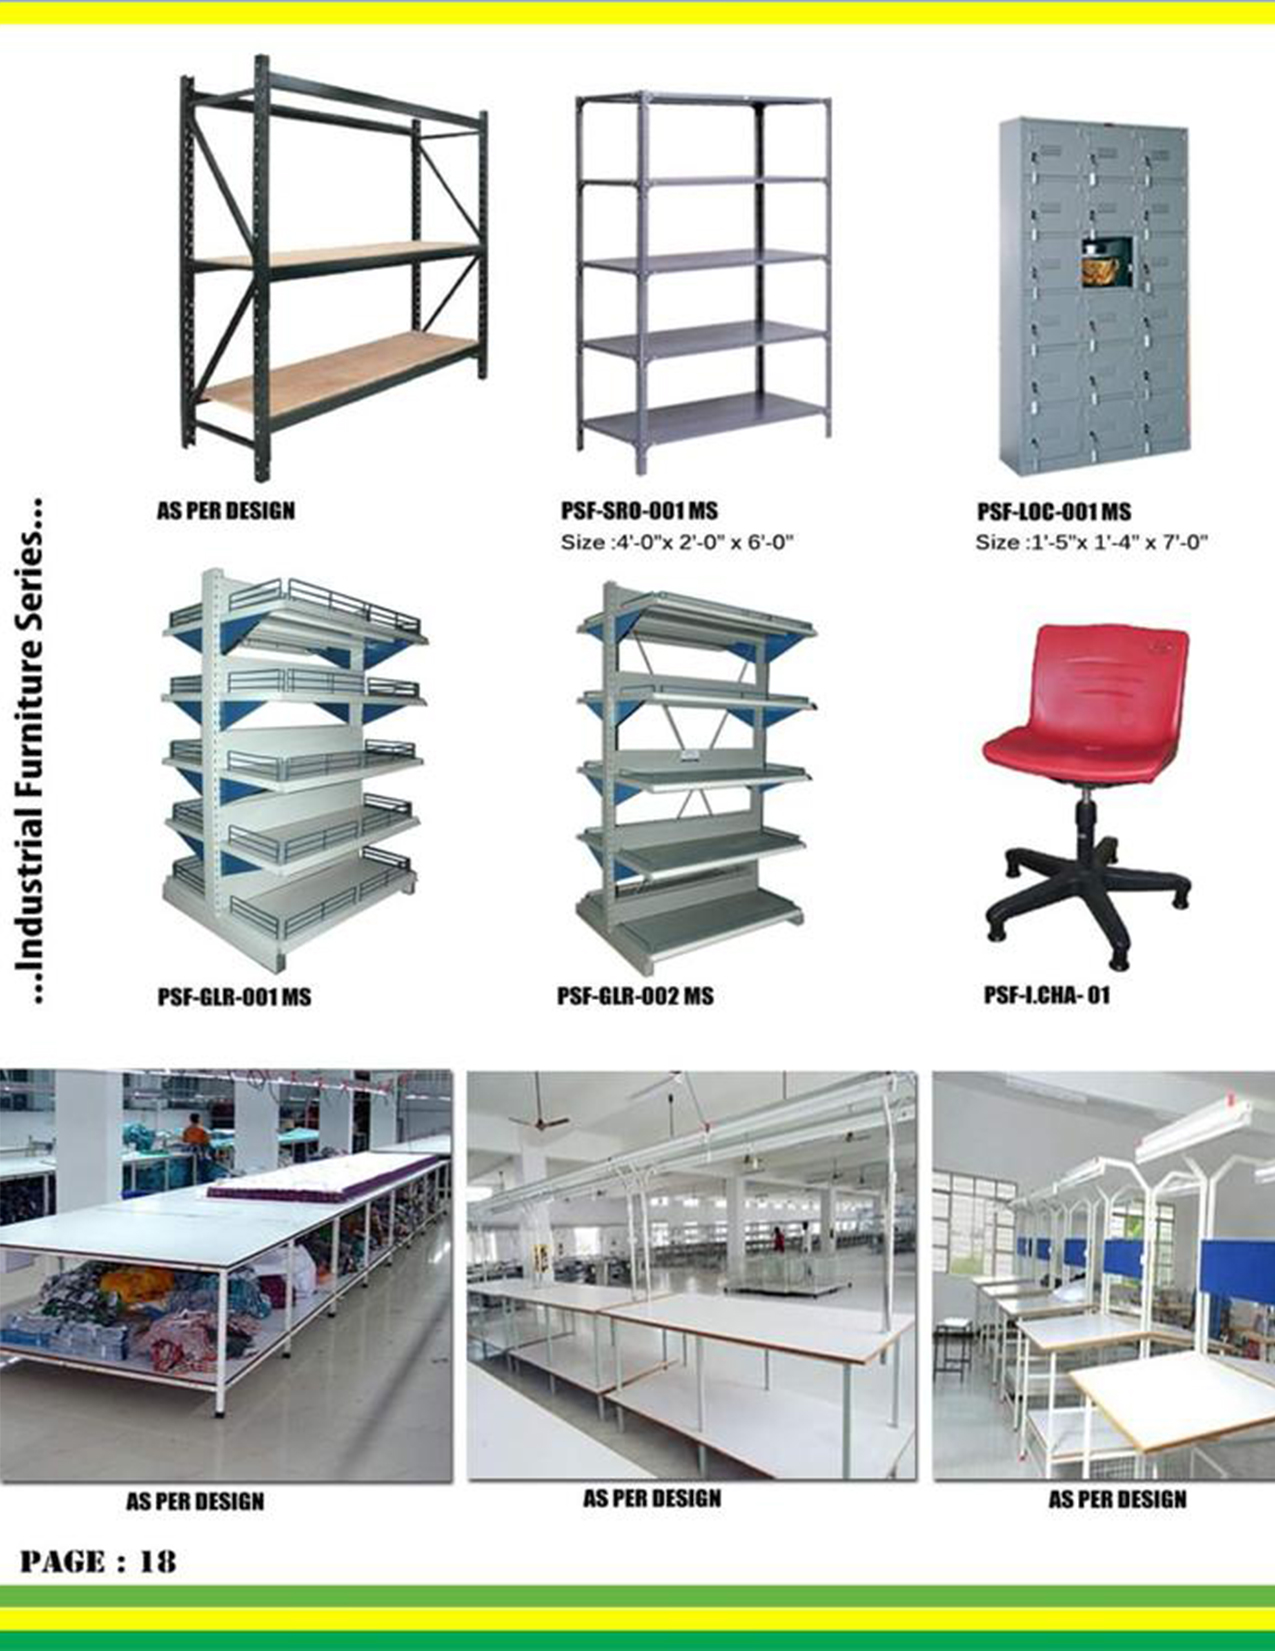 AS PER DESIGN
PSF-SRO-001 MS
Size :4'-0"x 2'-0" x 6'-0"
PSF-LOC-001 MS
Size :1'-5"x 1'-4" x 7'-0"
...Industrial Furniture Series...
PSF-GLR-001 MS
PSF-GLR-002 MS
PSF-I.CHA- 01
AS PER DESIGN
AS PER DESIGN
AS PER DESIGN
PAGE : 18